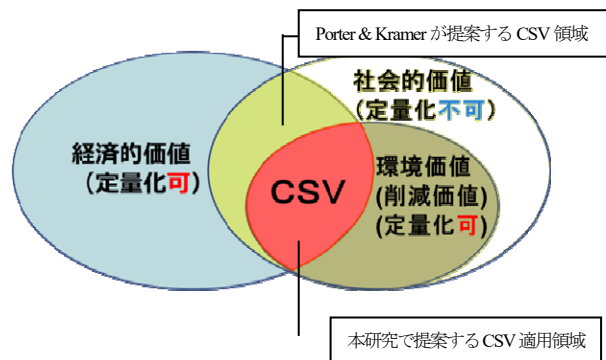 Porter & Kramer が提案する CSV 領域
社会的価値
(定量化不可)
経済的価値
(定量化可)
環境価値
(削減価値)
(定量化可)
CSV
本研究で提案する CSV 適用領域